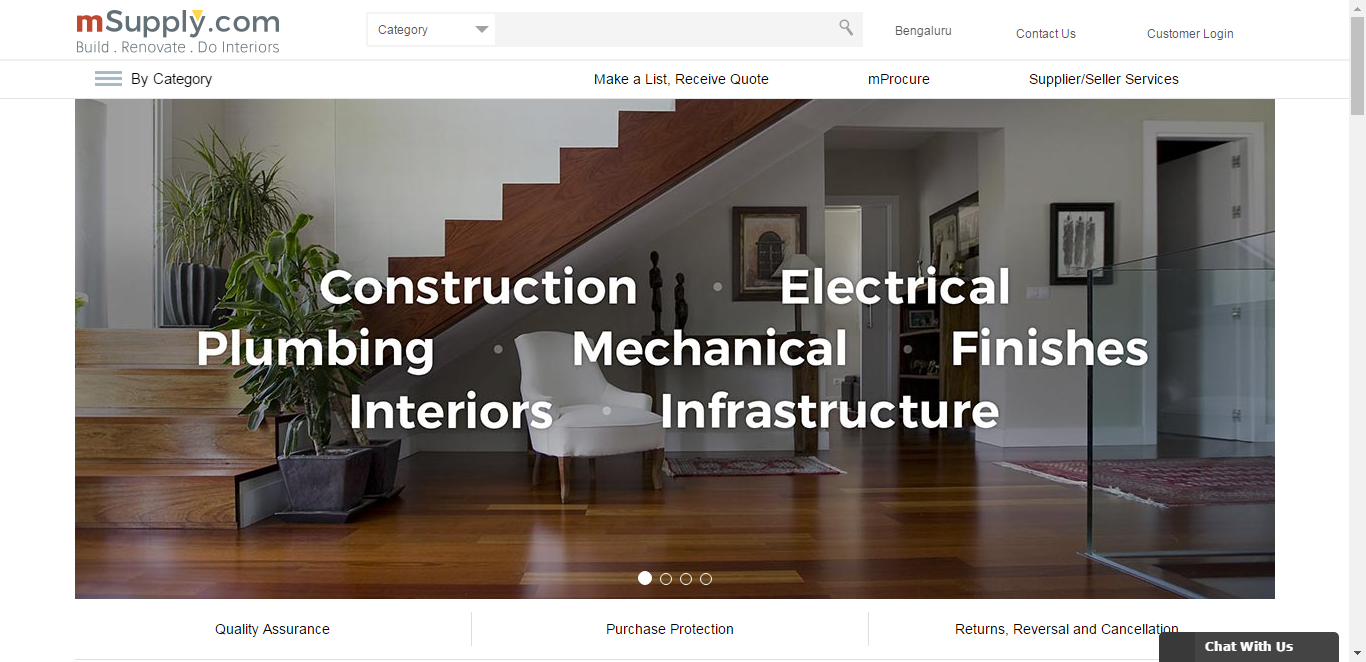 mSupply.com
Build . Renovate . Do Interiors
Category
Bengaluru
Contact Us
Customer Login
By Category
Make a List, Receive Quote
mProcure
Supplier/Seller Services
Construction • Electrical
Plumbing • Mechanical • Finishes
Interiors • Infrastructure
Quality Assurance
Purchase Protection
Returns, Reversal and Cancellation
Chat With Us